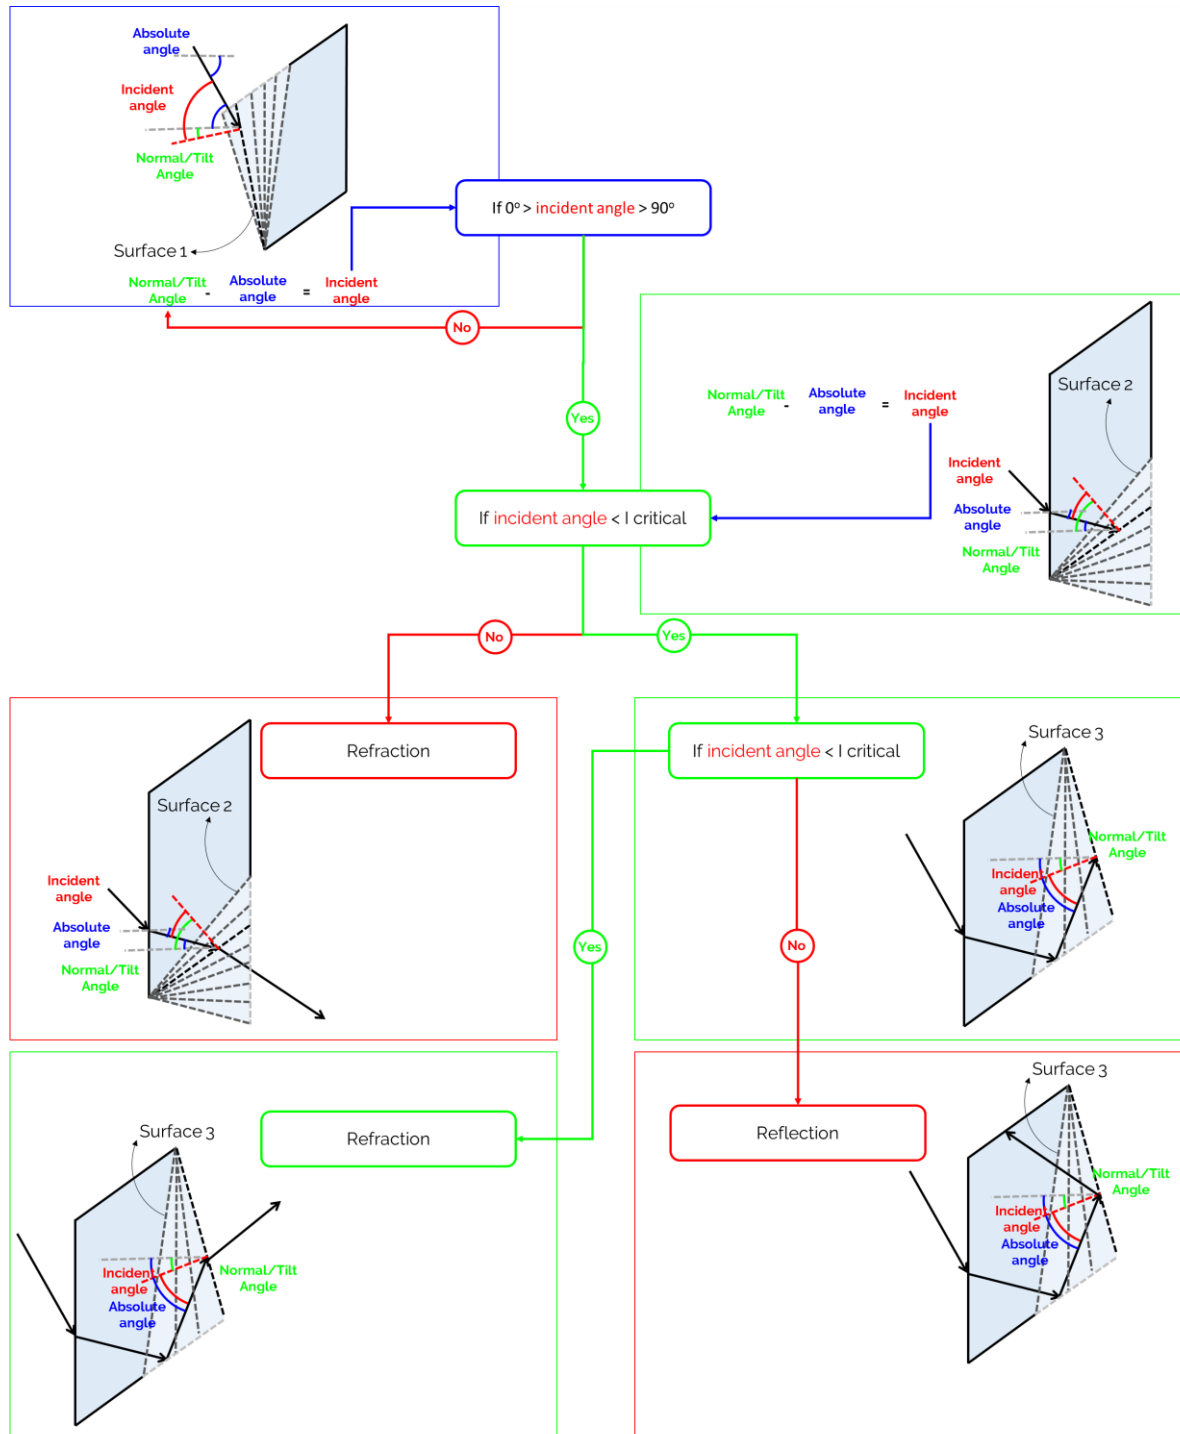 Absolute
angle
Incident
angle
Normal/Tilt
Angle
Surface 1
Normal/Tilt
Angle
-
Absolute
angle
=
Incident
angle
If 0° > incident angle > 90°
No
Yes
Normal/Tilt
Angle
-
Absolute
angle
=
Incident
angle
Surface 2
Incident
angle
Absolute
angle
Normal/Tilt
Angle
If incident angle < I critical
No
Yes
Refraction
Surface 2
Incident
angle
Absolute
angle
Normal/Tilt
Angle
If incident angle < I critical
Surface 3
Normal/Tilt
Angle
Incident
angle
Absolute
angle
Yes
No
Refraction
Surface 3
Incident
angle
Absolute
angle
Normal/Tilt
Angle
Reflection
Surface 3
Normal/Tilt
Angle
Incident
angle
Absolute
angle